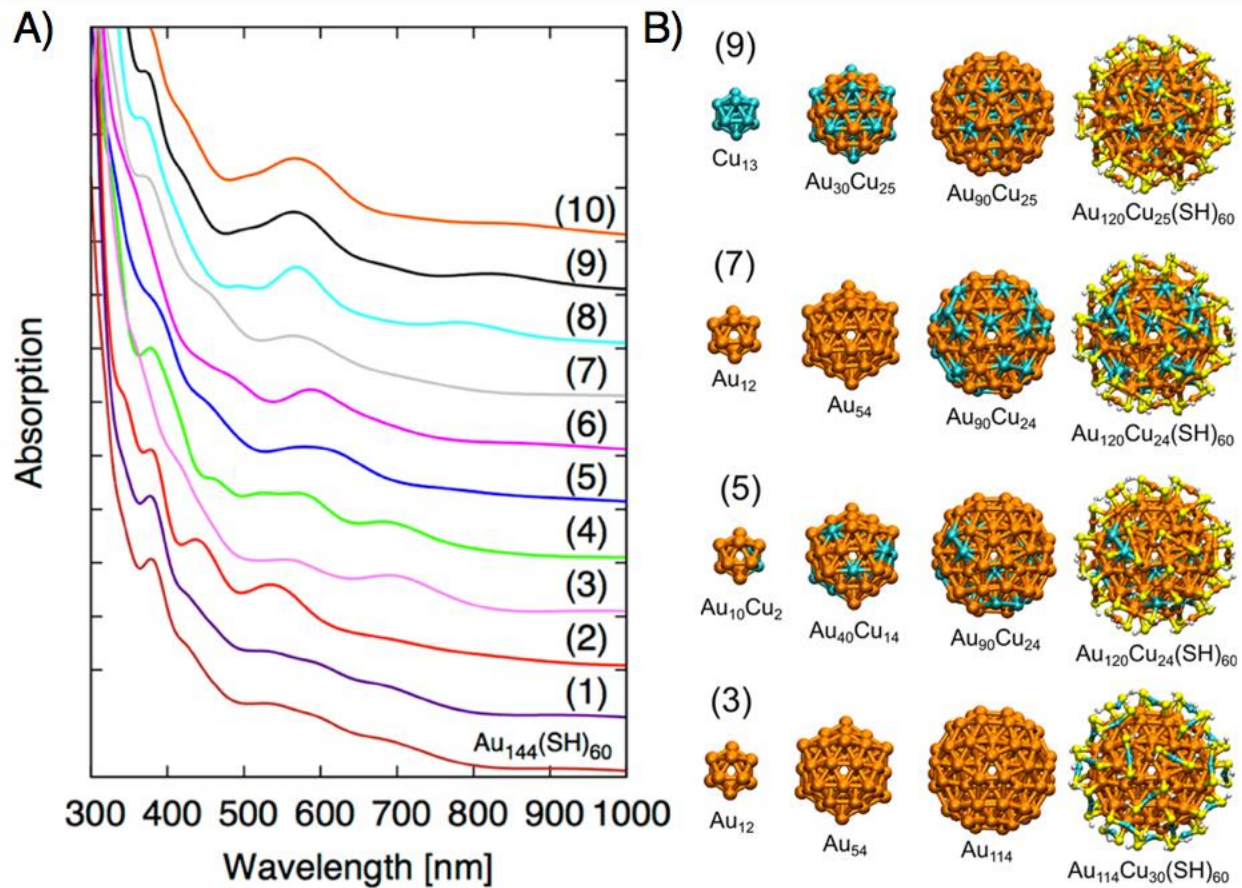 A)
Absorption
(10)
(9)
(8)
(7)
(6)
(5)
(4)
(3)
(2)
(1)
Au₁₄₄(SH)₆₀
300 400 500 600 700 800 900 1000
Wavelength [nm]
B)
(9)
Cu₁₃ Au₃₀Cu₂₅ Au₉₀Cu₂₅ Au₁₂₀Cu₂₅(SH)₆₀
(7)
Au₁₂ Au₅₄ Au₉₀Cu₂₄ Au₁₂₀Cu₂₄(SH)₆₀
(5)
Au₁₀Cu₂ Au₄₀Cu₁₄ Au₉₀Cu₂₄ Au₁₂₀Cu₂₄(SH)₆₀
(3)
Au₁₂ Au₅₄ Au₁₁₄ Au₁₁₄Cu₃₀(SH)₆₀